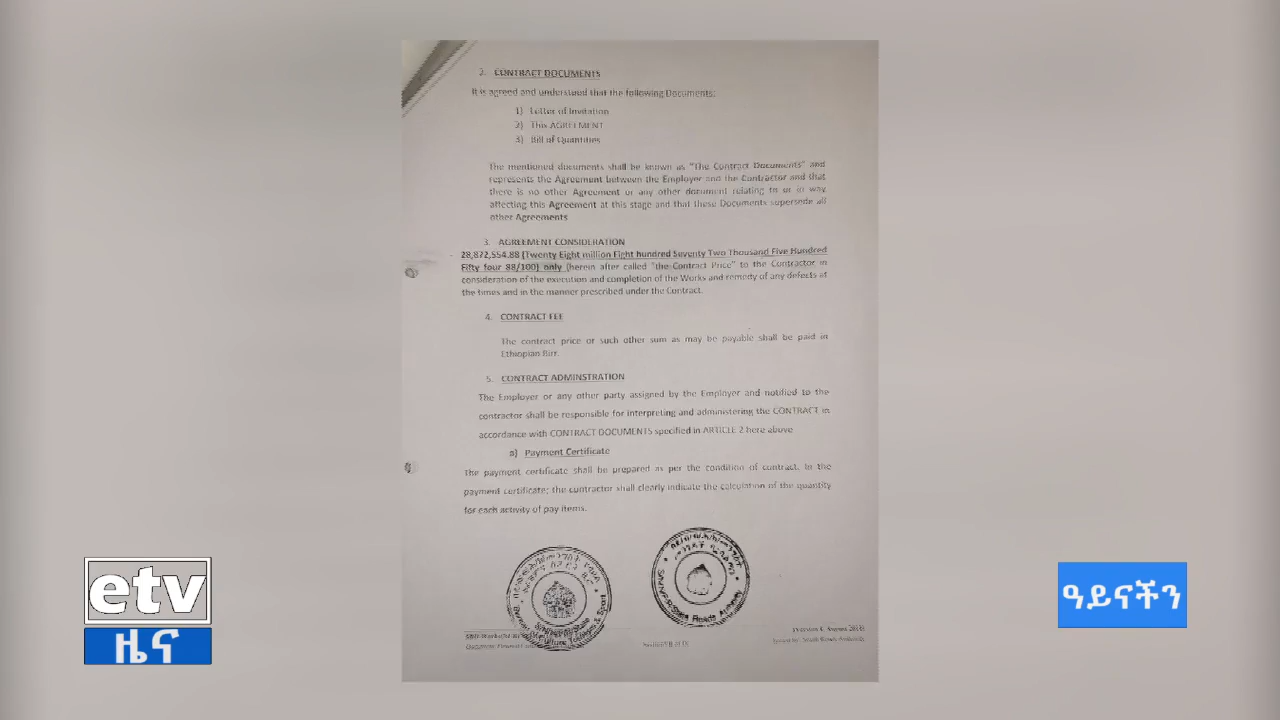 2. CONTRACT DOCUMENTS
It is agreed and understood that the following Documents:
1) Letter of Invitation
2) This AGREEMENT
3) Bill of Quantities
The mentioned documents shall be known as "The Contract Documents" and
represents the Agreement between the Employer and the Contractor and that
there is no other Agreement or any other document relating to or in way
affecting this Agreement at this stage and that these Documents supersede all
other Agreements
3. AGREEMENT CONSIDERATION
28,872,554.88 (Twenty Eight million Eight hundred Seventy Two Thousand Five Hundred
Fifty four 88/100) only (herein after called "the Contract Price" to the Contractor in
consideration of the execution and completion of the Works and remedy of any defects at
the times and in the manner prescribed under the Contract.
4. CONTRACT FEE
The contract price or such other sum as may be payable shall be paid in
Ethiopian Birr.
5. CONTRACT ADMINSTRATION
The Employer or any other party assigned by the Employer and notified to the
contractor shall be responsible for interpreting and administering the CONTRACT in
accordance with CONTRACT DOCUMENTS specified in ARTICLE 2 here above
a) Payment Certificate
The payment certificate shall be prepared as per the condition of contract. In the
payment certificate; the contractor shall clearly indicate the calculation of the quantity
for each activity of pay items.
Roads Authority
etv
ዜና
ዓይናችን